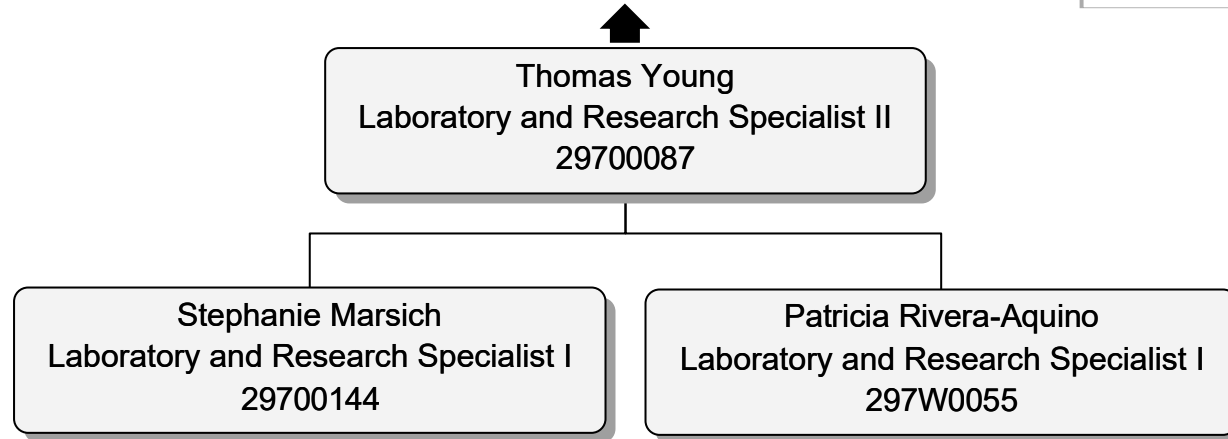 Thomas Young
Laboratory and Research Specialist II
29700087
Stephanie Marsich
Laboratory and Research Specialist I
29700144
Patricia Rivera-Aquino
Laboratory and Research Specialist I
297W0055